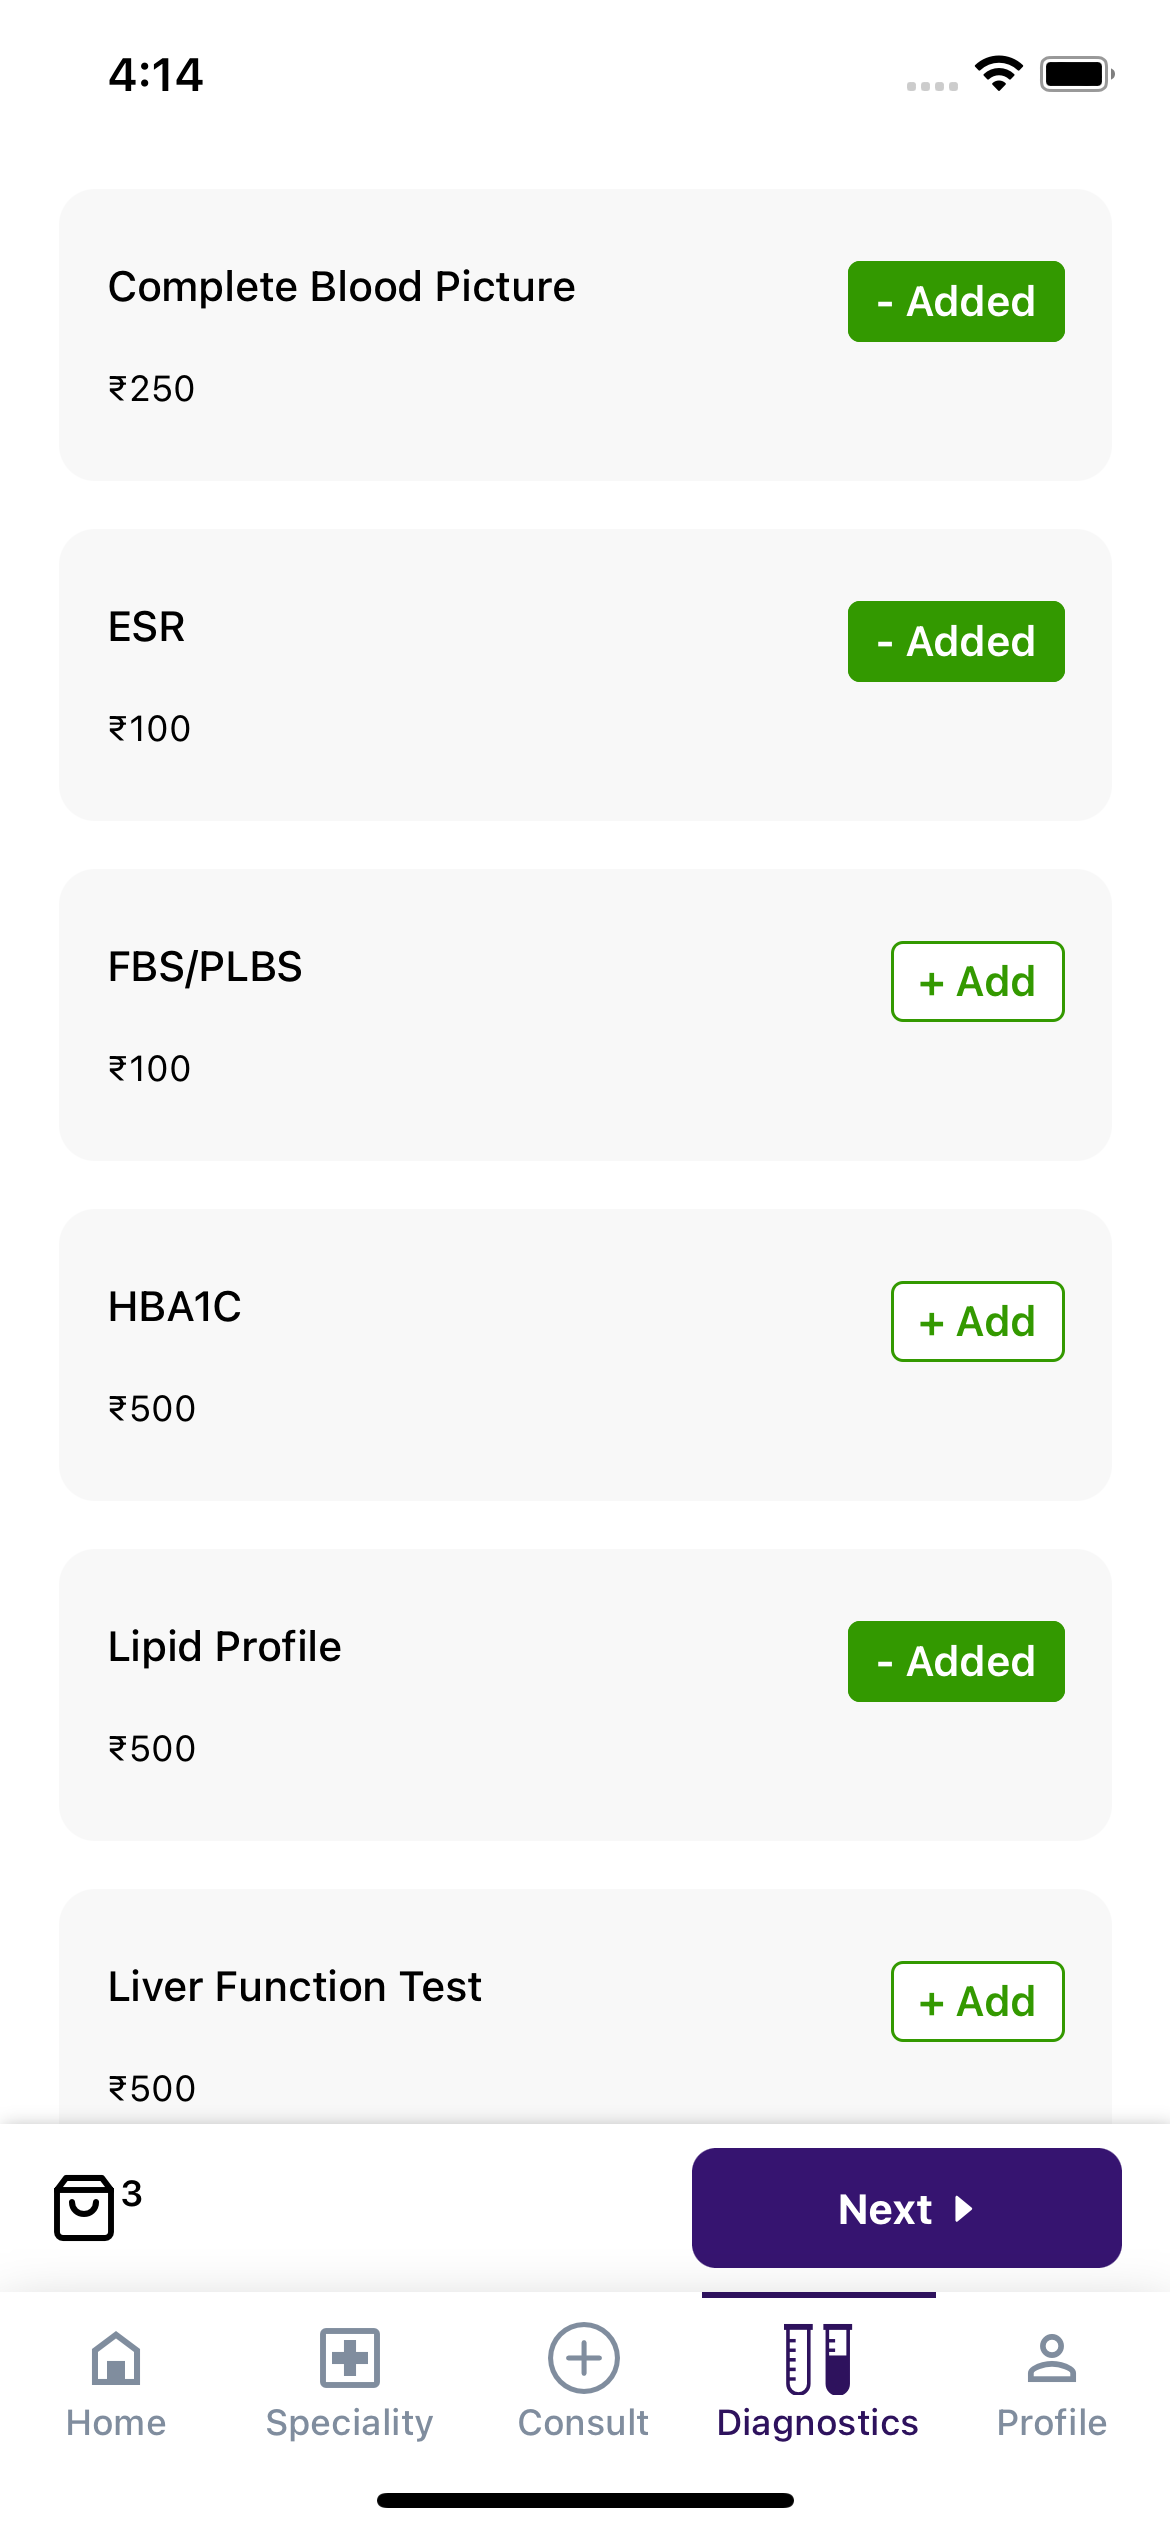 4:14
Complete Blood Picture
- Added
₹250
ESR
- Added
₹100
FBS/PLBS
+ Add
₹100
HBA1C
+ Add
₹500
Lipid Profile
- Added
₹500
Liver Function Test
+ Add
₹500
3
Next
Home
Speciality
Consult
Diagnostics
Profile